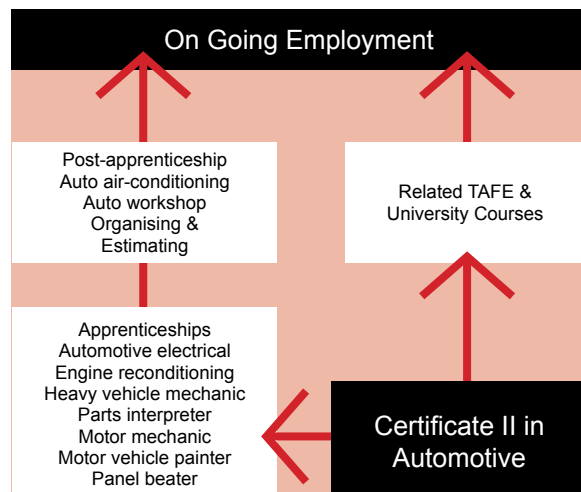 On Going Employment
Post-apprenticeship
Auto air-conditioning
Auto workshop
Organising &
Estimating
Related TAFE &
University Courses
Apprenticeships
Automotive electrical
Engine reconditioning
Heavy vehicle mechanic
Parts interpreter
Motor mechanic
Motor vehicle painter
Panel beater
Certificate II in
Automotive